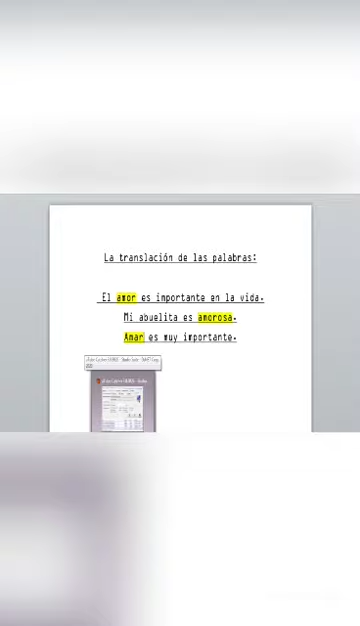 La translación de las palabras:
El amor es importante en la vida.
Mi abuelita es amorosa.
Amar es muy importante.